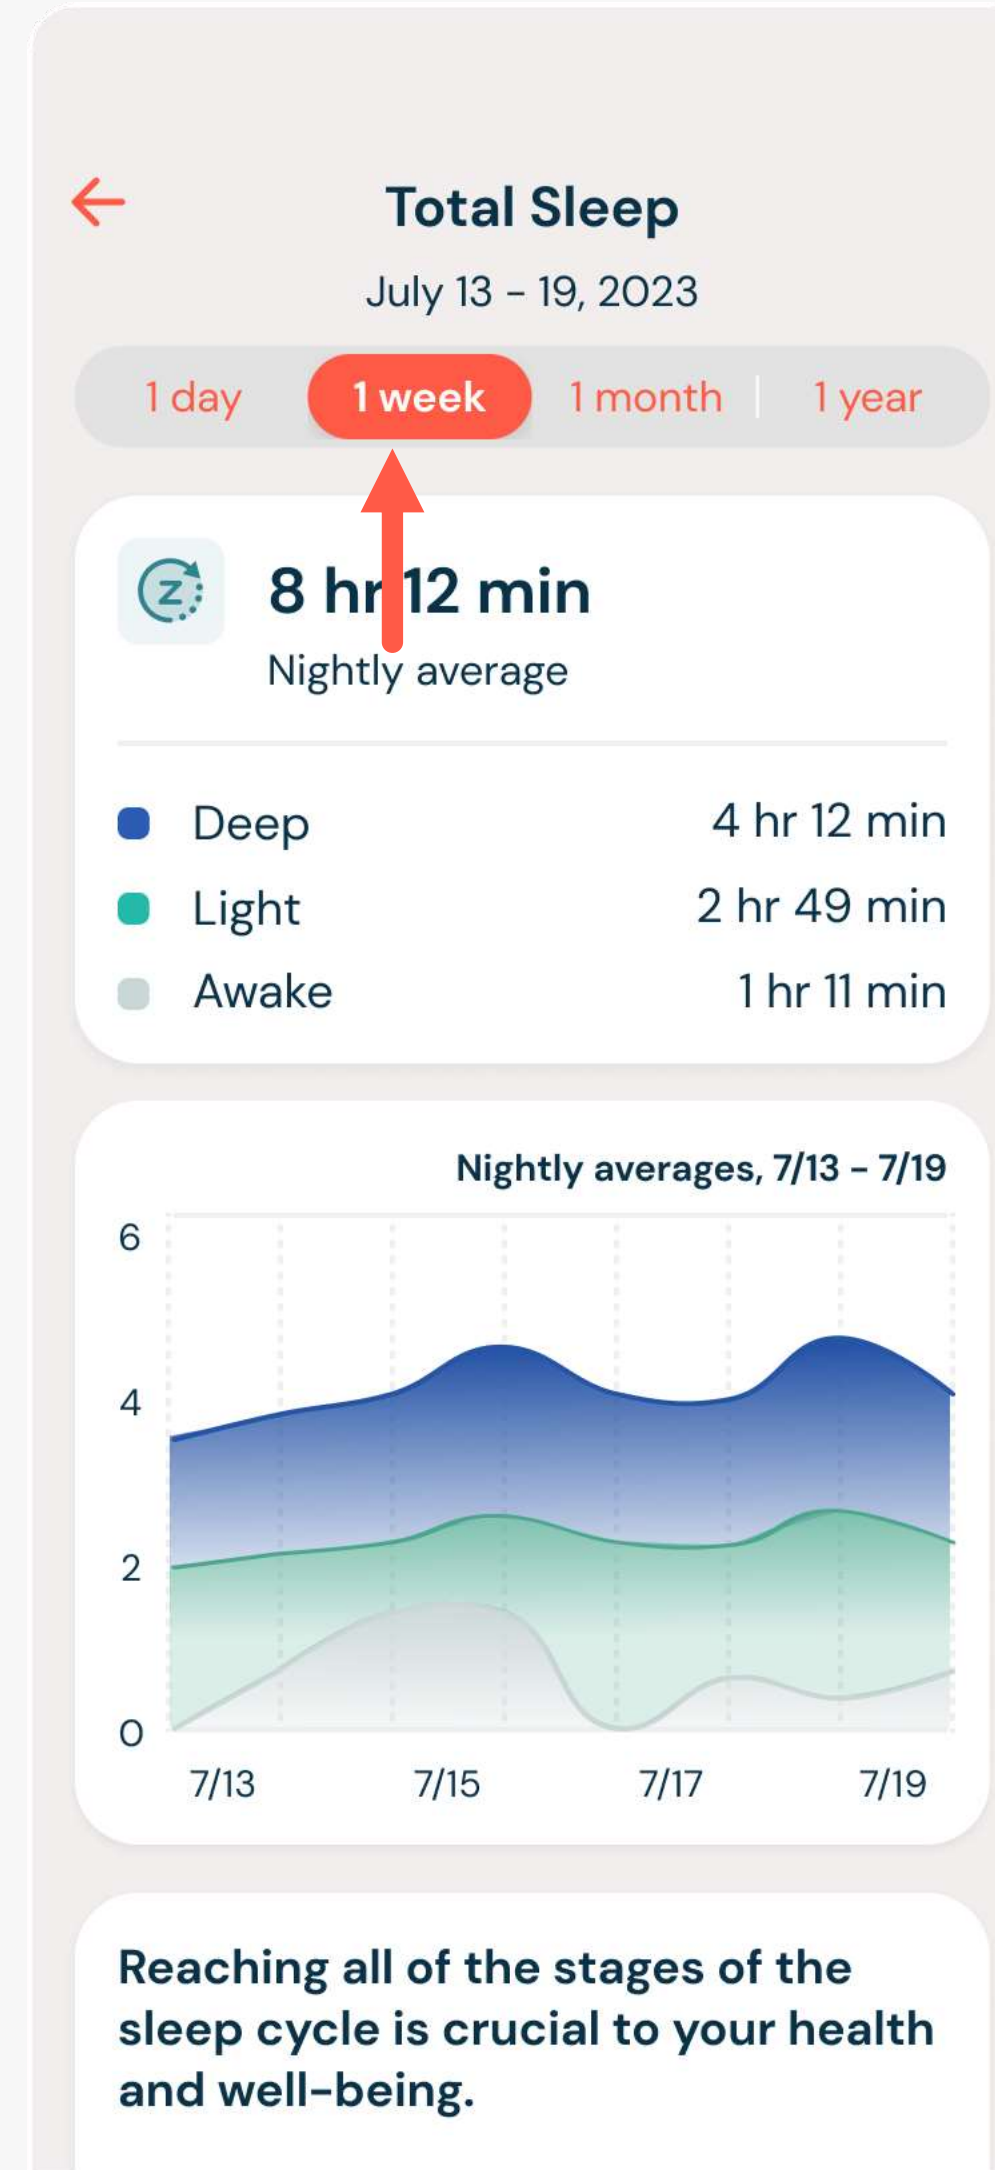 Total Sleep
July 13 – 19, 2023
1 day 1 week 1 month 1 year
Z
8 hr 12 min
Nightly average
Deep 4 hr 12 min
Light 2 hr 49 min
Awake 1 hr 11 min
Nightly averages, 7/13 – 7/19
6
4
2
0
7/13 7/15 7/17 7/19
Reaching all of the stages of the
sleep cycle is crucial to your health
and well-being.